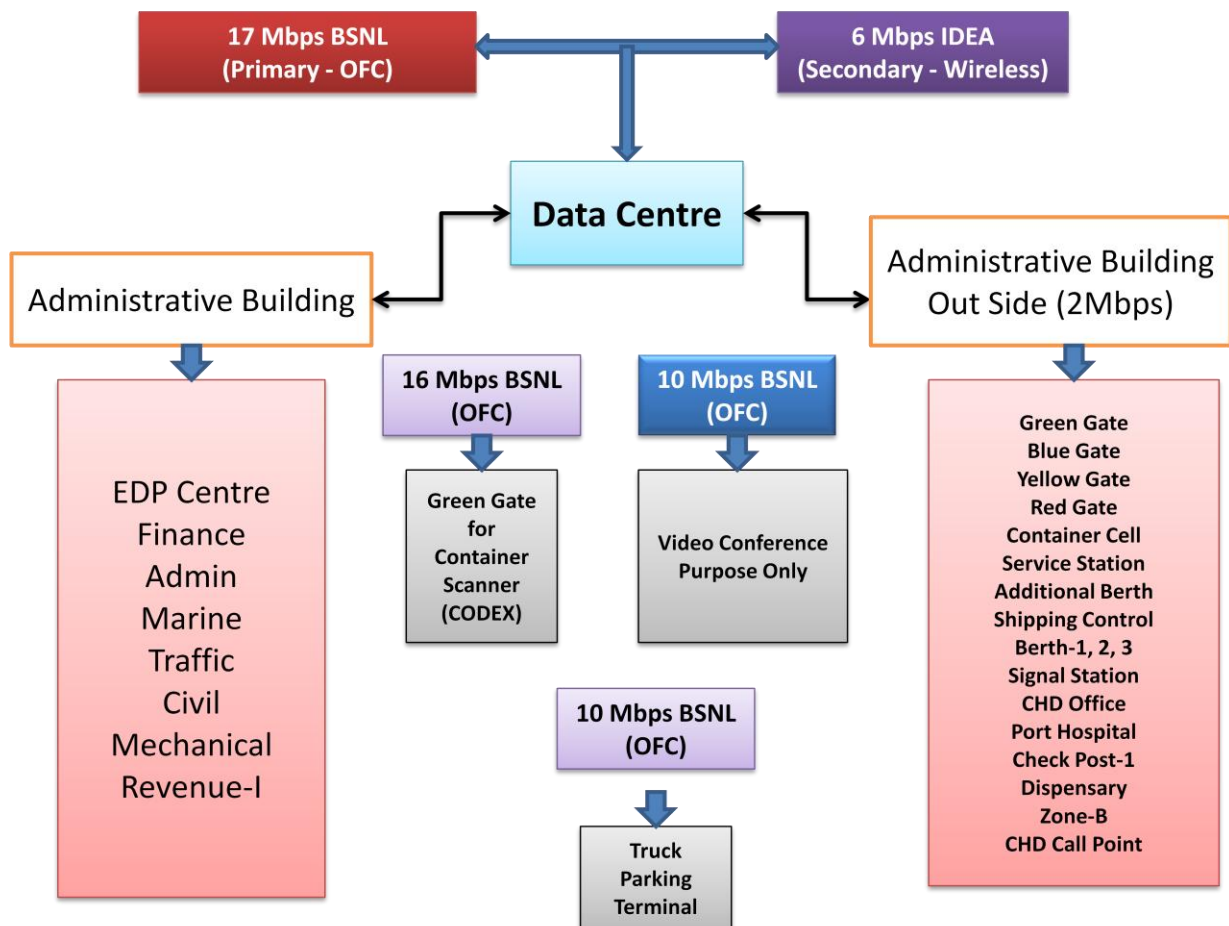 17 Mbps BSNL
(Primary - OFC)
6 Mbps IDEA
(Secondary - Wireless)
Data Centre
Administrative Building
Administrative Building
Out Side (2Mbps)
EDP Centre
Finance
Admin
Marine
Traffic
Civil
Mechanical
Revenue-I
16 Mbps BSNL
(OFC)
Green Gate
for
Container
Scanner
(CODEX)
10 Mbps BSNL
(OFC)
Video Conference
Purpose Only
10 Mbps BSNL
(OFC)
Truck
Parking
Terminal
Green Gate
Blue Gate
Yellow Gate
Red Gate
Container Cell
Service Station
Additional Berth
Shipping Control
Berth-1, 2, 3
Signal Station
CHD Office
Port Hospital
Check Post-1
Dispensary
Zone-B
CHD Call Point